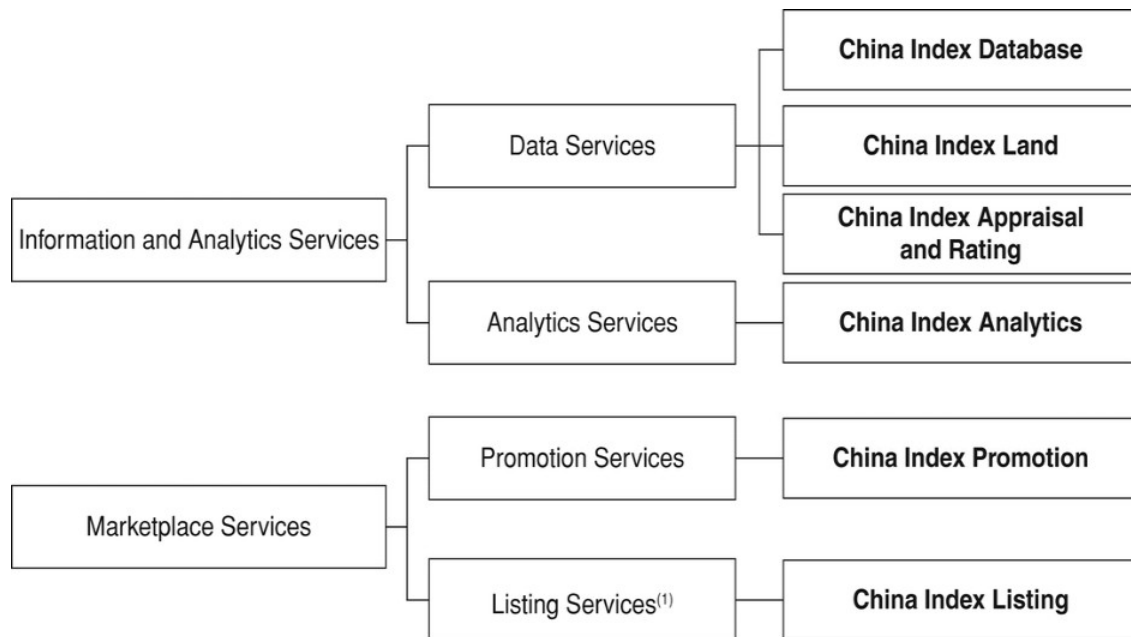 China Index Database
Data Services
China Index Land
Information and Analytics Services
China Index Appraisal
and Rating
Analytics Services
China Index Analytics
Promotion Services
China Index Promotion
Marketplace Services
Listing Services(1)
China Index Listing